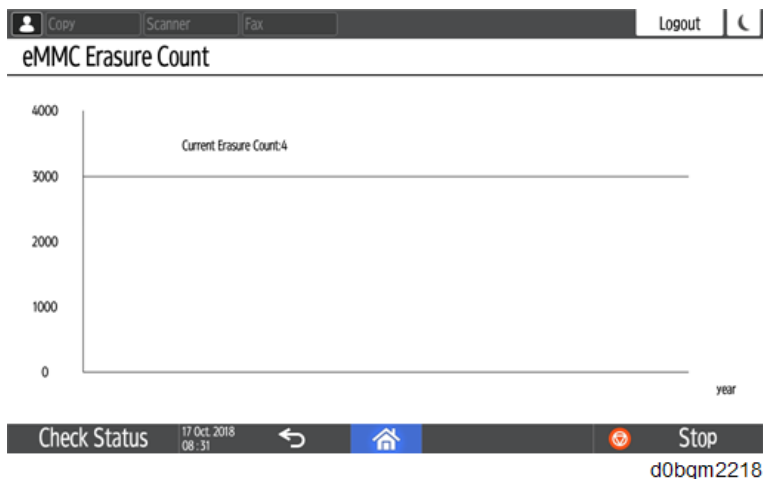 Copy Scanner Fax Logout
eMMC Erasure Count
4000
Current Erasure Count:4
3000
2000
1000
0
year
Check Status 17 Oct. 2018 Stop
08 : 31
d0bqm2218